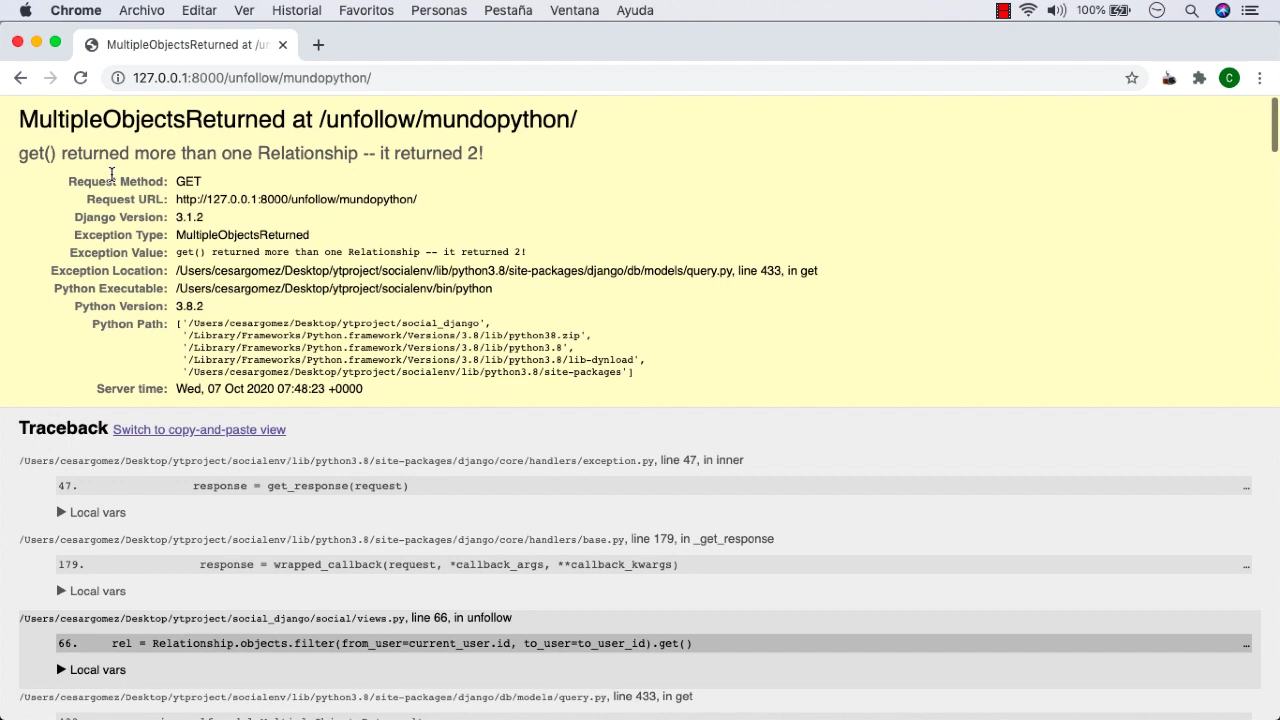 Chrome Archivo Editar Ver Historial Favoritos Personas Pestaña Ventana Ayuda 100%
MultipleObjectsReturned at /ur
127.0.0.1:8000/unfollow/mundopython/
C
MultipleObjectsReturned at /unfollow/mundopython/
get() returned more than one Relationship -- it returned 2!
Request Method: GET
Request URL: http://127.0.0.1:8000/unfollow/mundopython/
Django Version: 3.1.2
Exception Type: MultipleObjectsReturned
Exception Value: get() returned more than one Relationship -- it returned 2!
Exception Location: /Users/cesargomez/Desktop/ytproject/socialenv/lib/python3.8/site-packages/django/db/models/query.py, line 433, in get
Python Executable: /Users/cesargomez/Desktop/ytproject/socialenv/bin/python
Python Version: 3.8.2
Python Path: ['/Users/cesargomez/Desktop/ytproject/social_django',
'/Library/Frameworks/Python.framework/Versions/3.8/lib/python38.zip',
'/Library/Frameworks/Python.framework/Versions/3.8/lib/python3.8',
'/Library/Frameworks/Python.framework/Versions/3.8/lib/python3.8/lib-dynload',
'/Users/cesargomez/Desktop/ytproject/socialenv/lib/python3.8/site-packages']
Server time: Wed, 07 Oct 2020 07:48:23 +0000
Traceback Switch to copy-and-paste view
/Users/cesargomez/Desktop/ytproject/socialenv/lib/python3.8/site-packages/django/core/handlers/exception.py, line 47, in inner
47. response = get_response(request) …
▶ Local vars
/Users/cesargomez/Desktop/ytproject/socialenv/lib/python3.8/site-packages/django/core/handlers/base.py, line 179, in _get_response
179. response = wrapped_callback(request, *callback_args, **callback_kwargs) …
▶ Local vars
/Users/cesargomez/Desktop/ytproject/social_django/social/views.py, line 66, in unfollow
66. rel = Relationship.objects.filter(from_user=current_user.id, to_user=to_user_id).get() …
▶ Local vars
/Users/cesargomez/Desktop/ytproject/socialenv/lib/python3.8/site-packages/django/db/models/query.py, line 433, in get